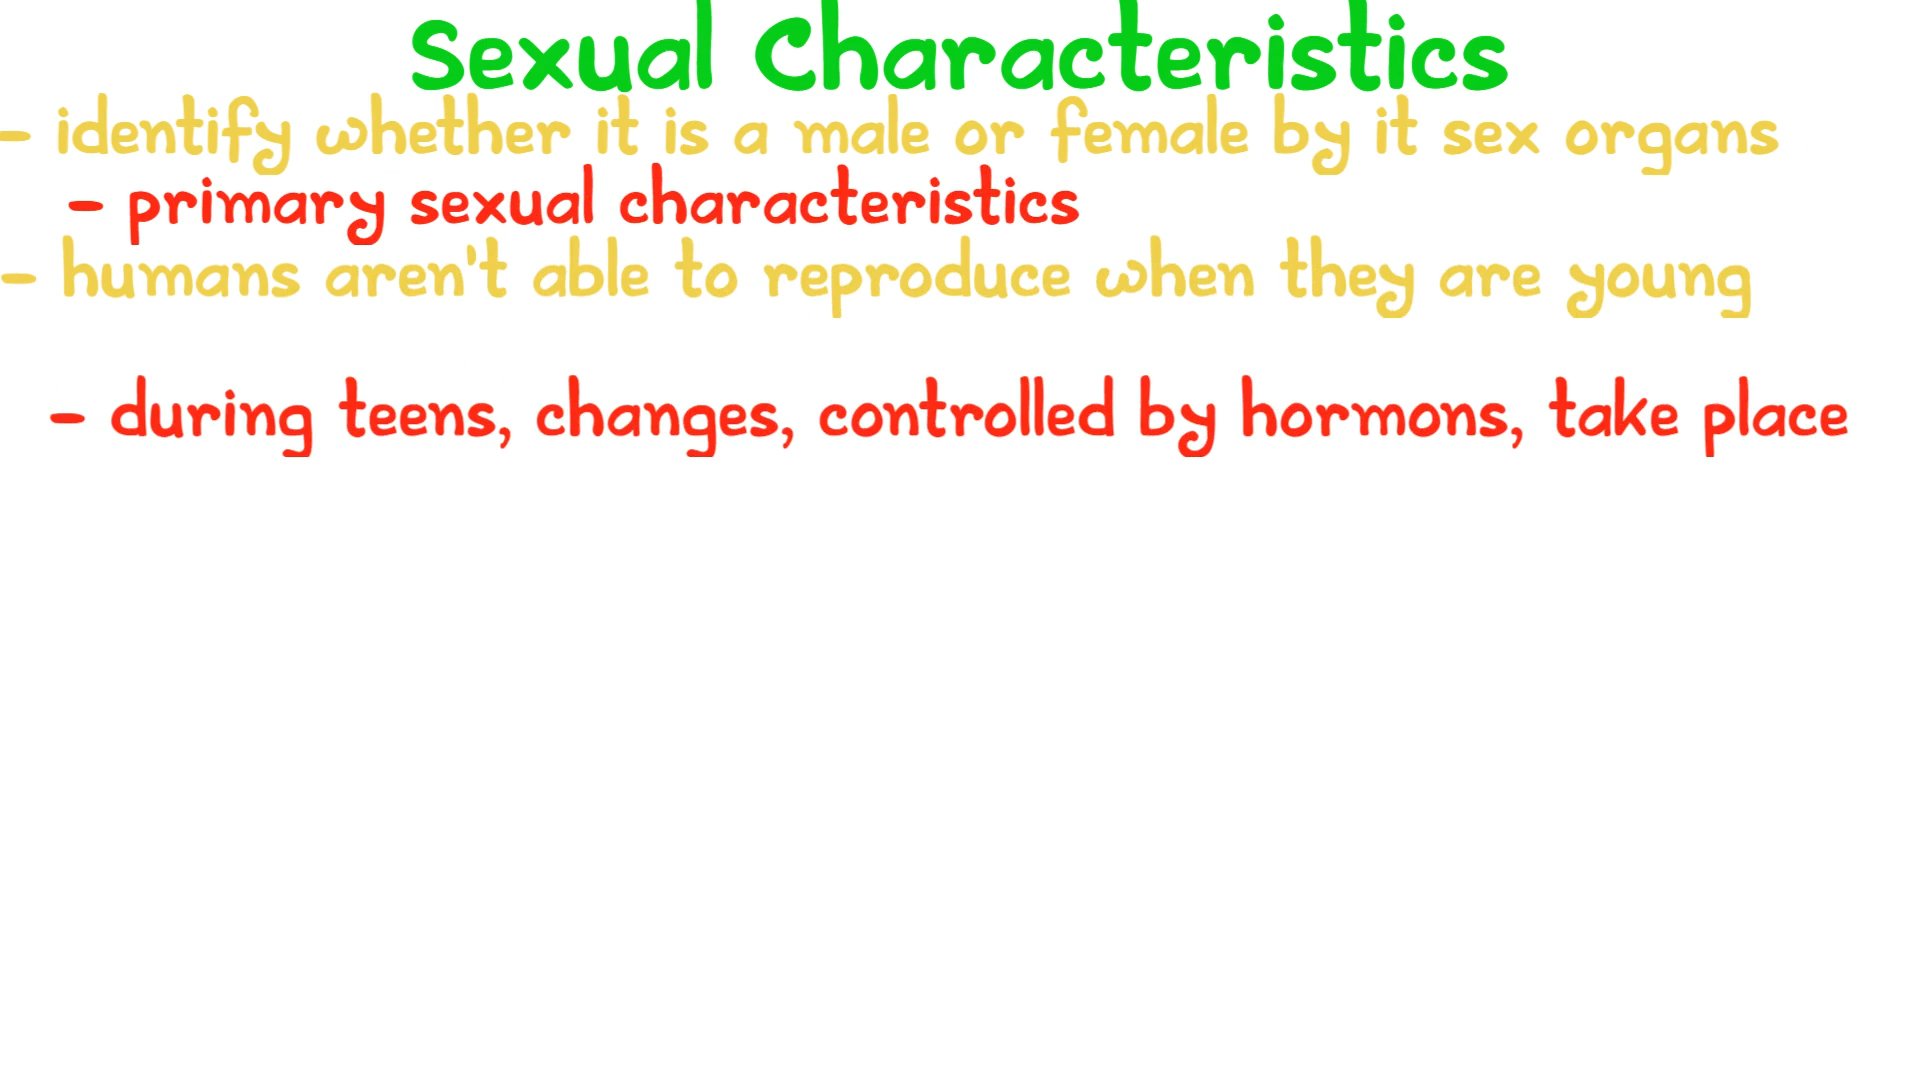 Sexual Characteristics
- identify whether it is a male or female by it sex organs
- primary sexual characteristics
- humans aren't able to reproduce when they are young
- during teens, changes, controlled by hormons, take place